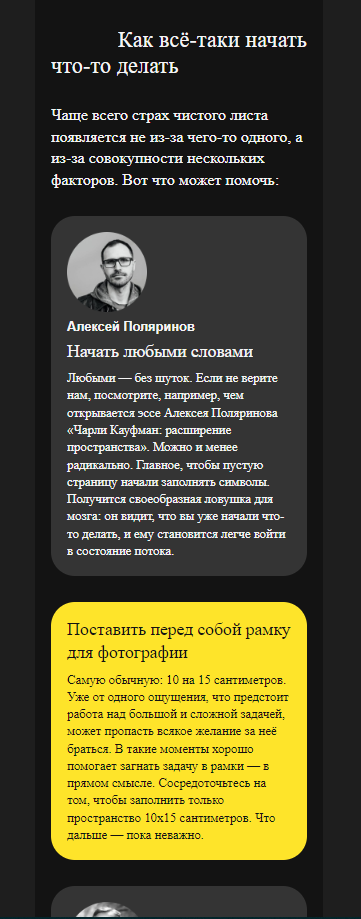 Как всё-таки начать
что-то делать
Чаще всего страх чистого листа
появляется не из-за чего-то одного, а
из-за совокупности нескольких
факторов. Вот что может помочь:
Алексей Поляринов
Начать любыми словами
Любыми — без шуток. Если не верите
нам, посмотрите, например, чем
открывается эссе Алексея Поляринова
«Чарли Кауфман: расширение
пространства». Можно и менее
радикально. Главное, чтобы пустую
страницу начали заполнять символы.
Получится своеобразная ловушка для
мозга: он видит, что вы уже начали что-
то делать, и ему становится легче войти
в состояние потока.
Поставить перед собой рамку
для фотографии
Самую обычную: 10 на 15 сантиметров.
Уже от одного ощущения, что предстоит
работа над большой и сложной задачей,
может пропасть всякое желание за неё
браться. В такие моменты хорошо
помогает загнать задачу в рамки — в
прямом смысле. Сосредоточьтесь на
том, чтобы заполнить только
пространство 10х15 сантиметров. Что
дальше — пока неважно.